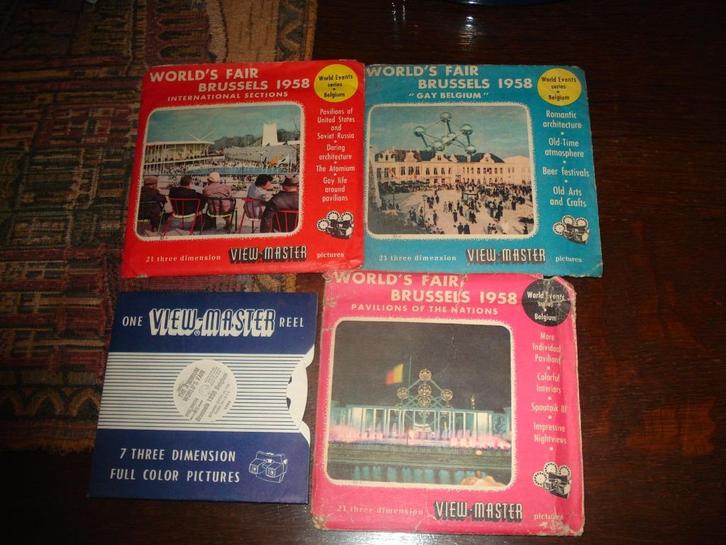 WORLD'S FAIR
BRUSSELS 1958
INTERNATIONAL SECTIONS
World Events
series
•
Belgium
Pavilions of
United States
and
Soviet Russia
•
Daring
architecture
•
The Atomium
•
Gay life
around
pavilions
21 three dimension VIEW-MASTER pictures
WORLD'S FAIR
BRUSSELS 1958
"GAY BELGIUM"
World Events
series
•
Belgium
Romantic
architecture
•
Old-Time
atmosphere
•
Beer festivals
•
Old Arts
and Crafts
21 three dimension VIEW-MASTER pictures
ONE VIEW-MASTER REEL
7 THREE DIMENSION
FULL COLOR PICTURES
WORLD'S FAIR
BRUSSELS 1958
PAVILIONS OF THE NATIONS
World Events
Belgium
More
Individual
Pavilions
•
Colorful
interiors
•
Spoutnik III
•
Impressive
Nightviews
21 three dimension VIEW-MASTER pictures